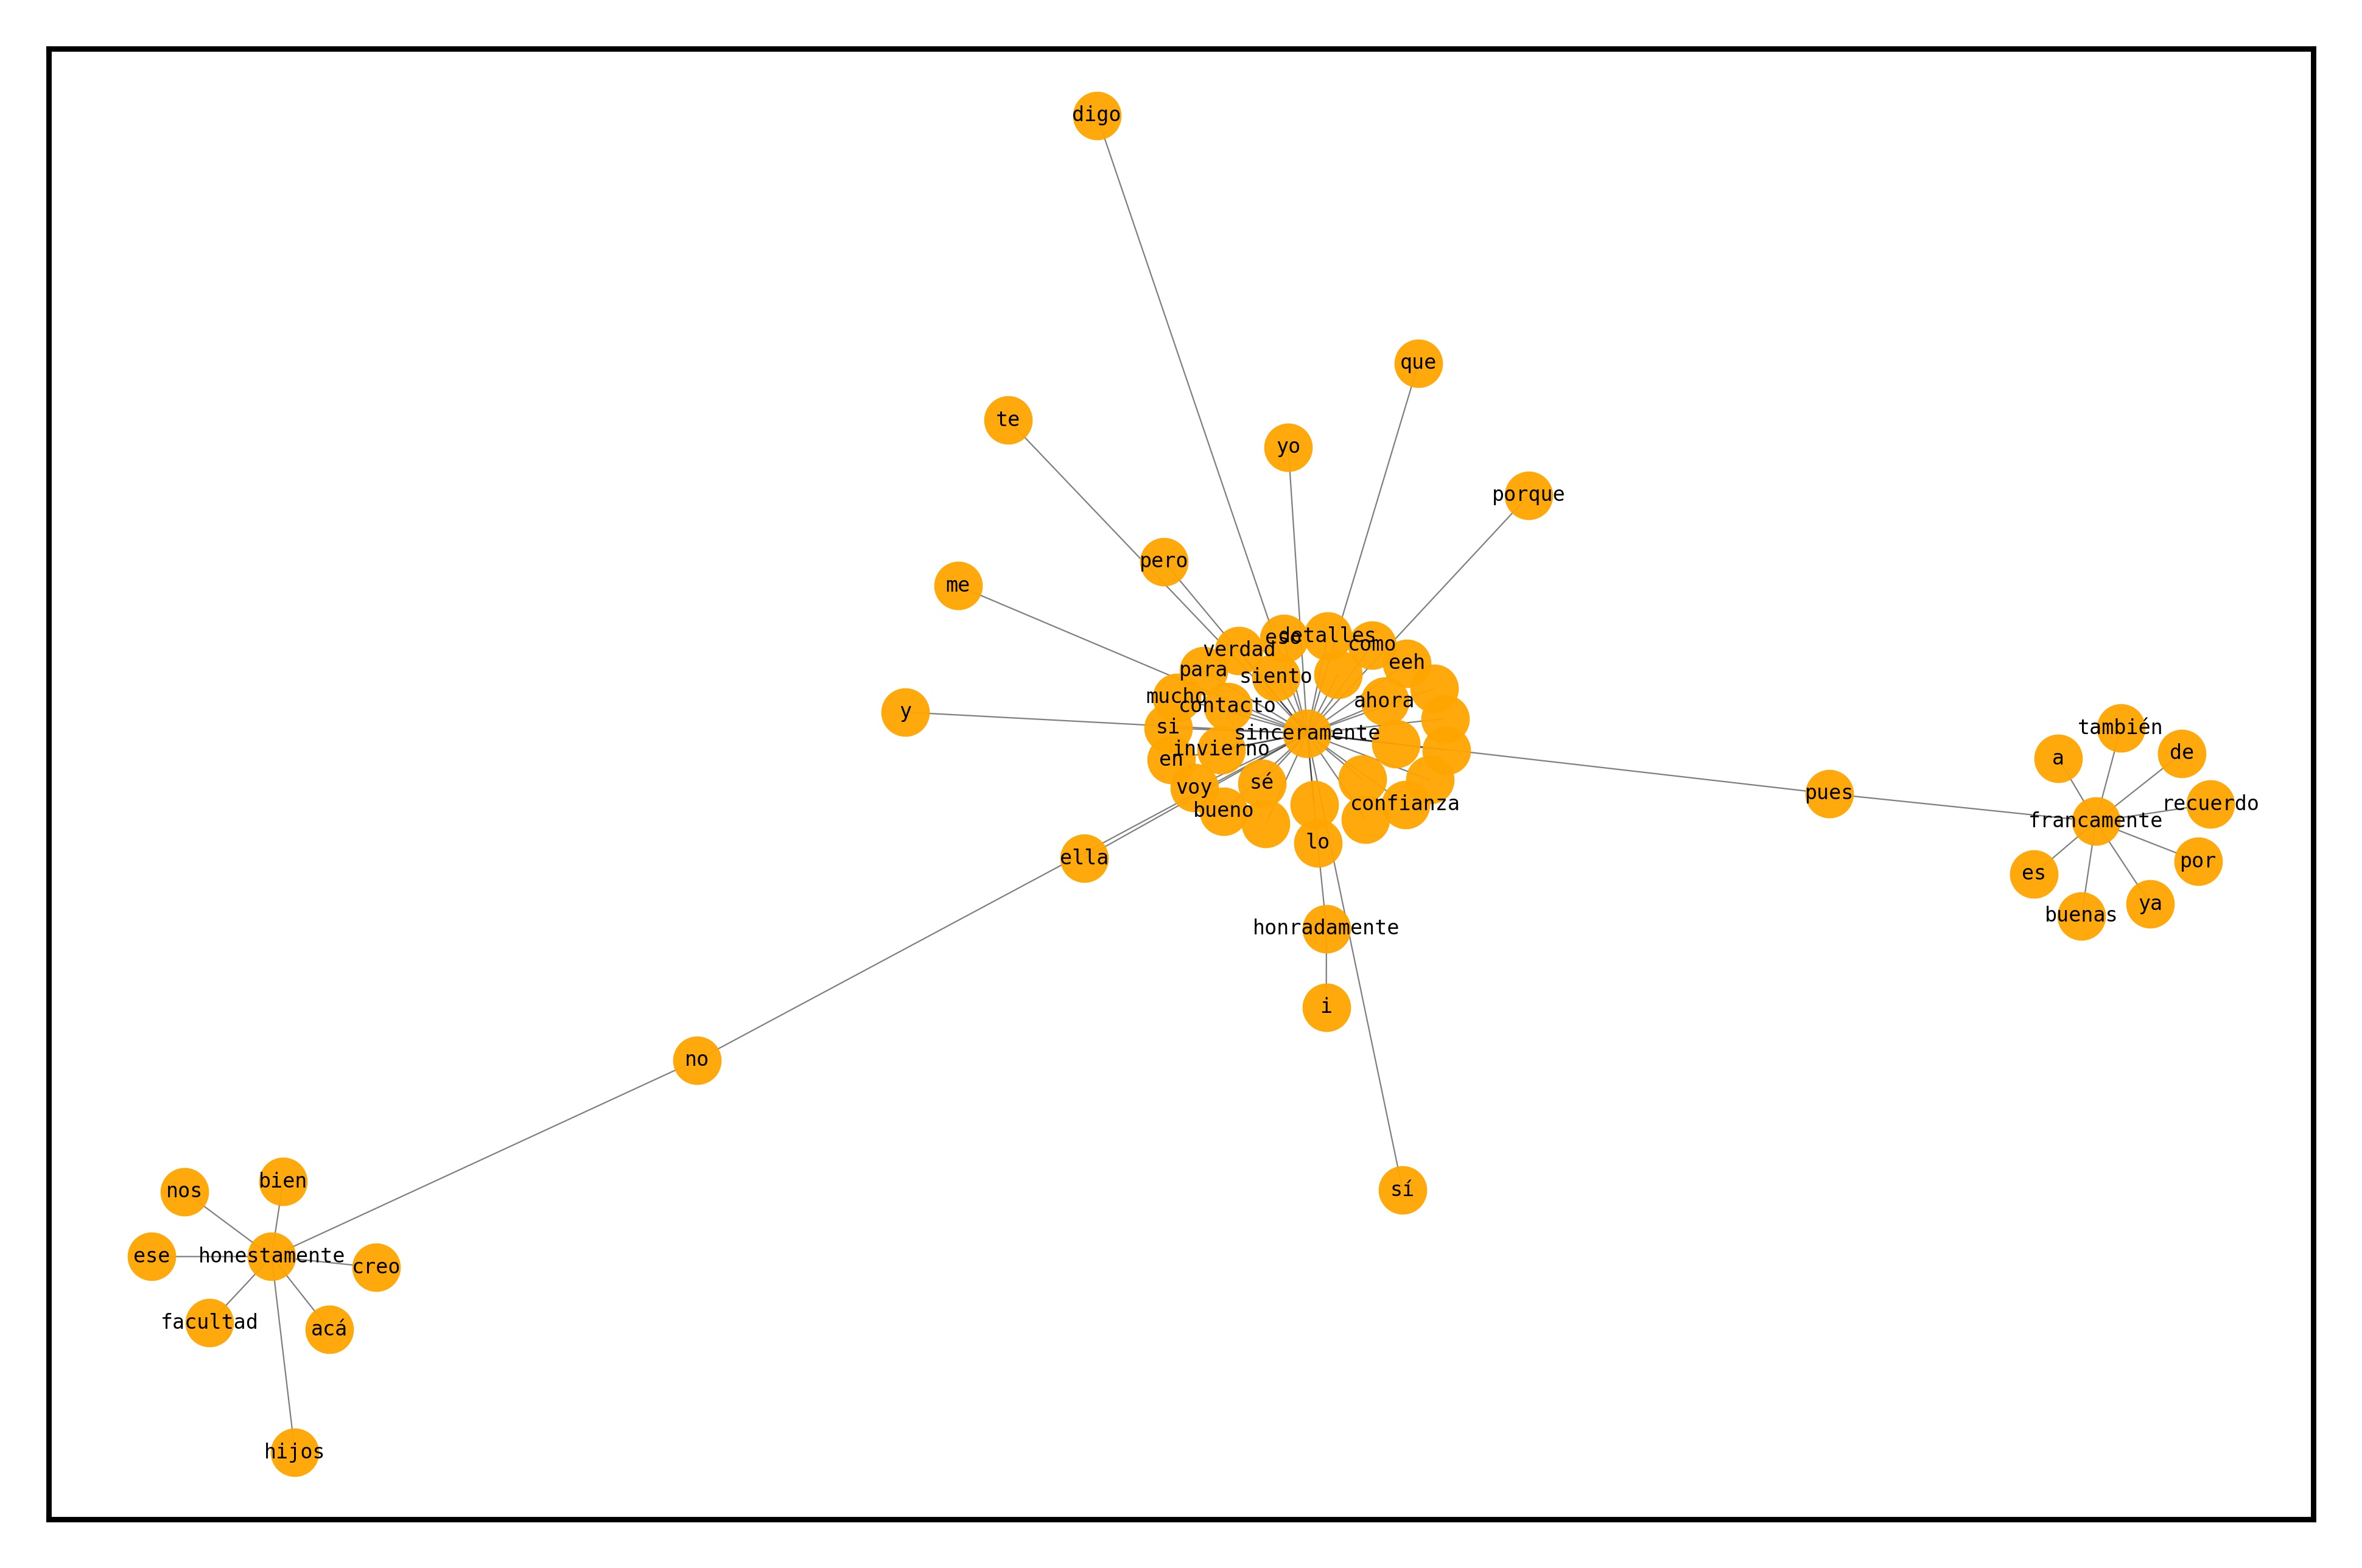 digo
que
te
yo
porque
pero
me
eso
detalles
como
verdad
eeh
para
siento
mucho
contacto
ahora
y
si
sinceramente
invierno
en
sé
voy
bueno
confianza
lo
pues
también
a
de
recuerdo
francamente
es
por
buenas
ya
ella
honradamente
i
no
sí
bien
nos
ese
honestamente
creo
facultad
acá
hijos